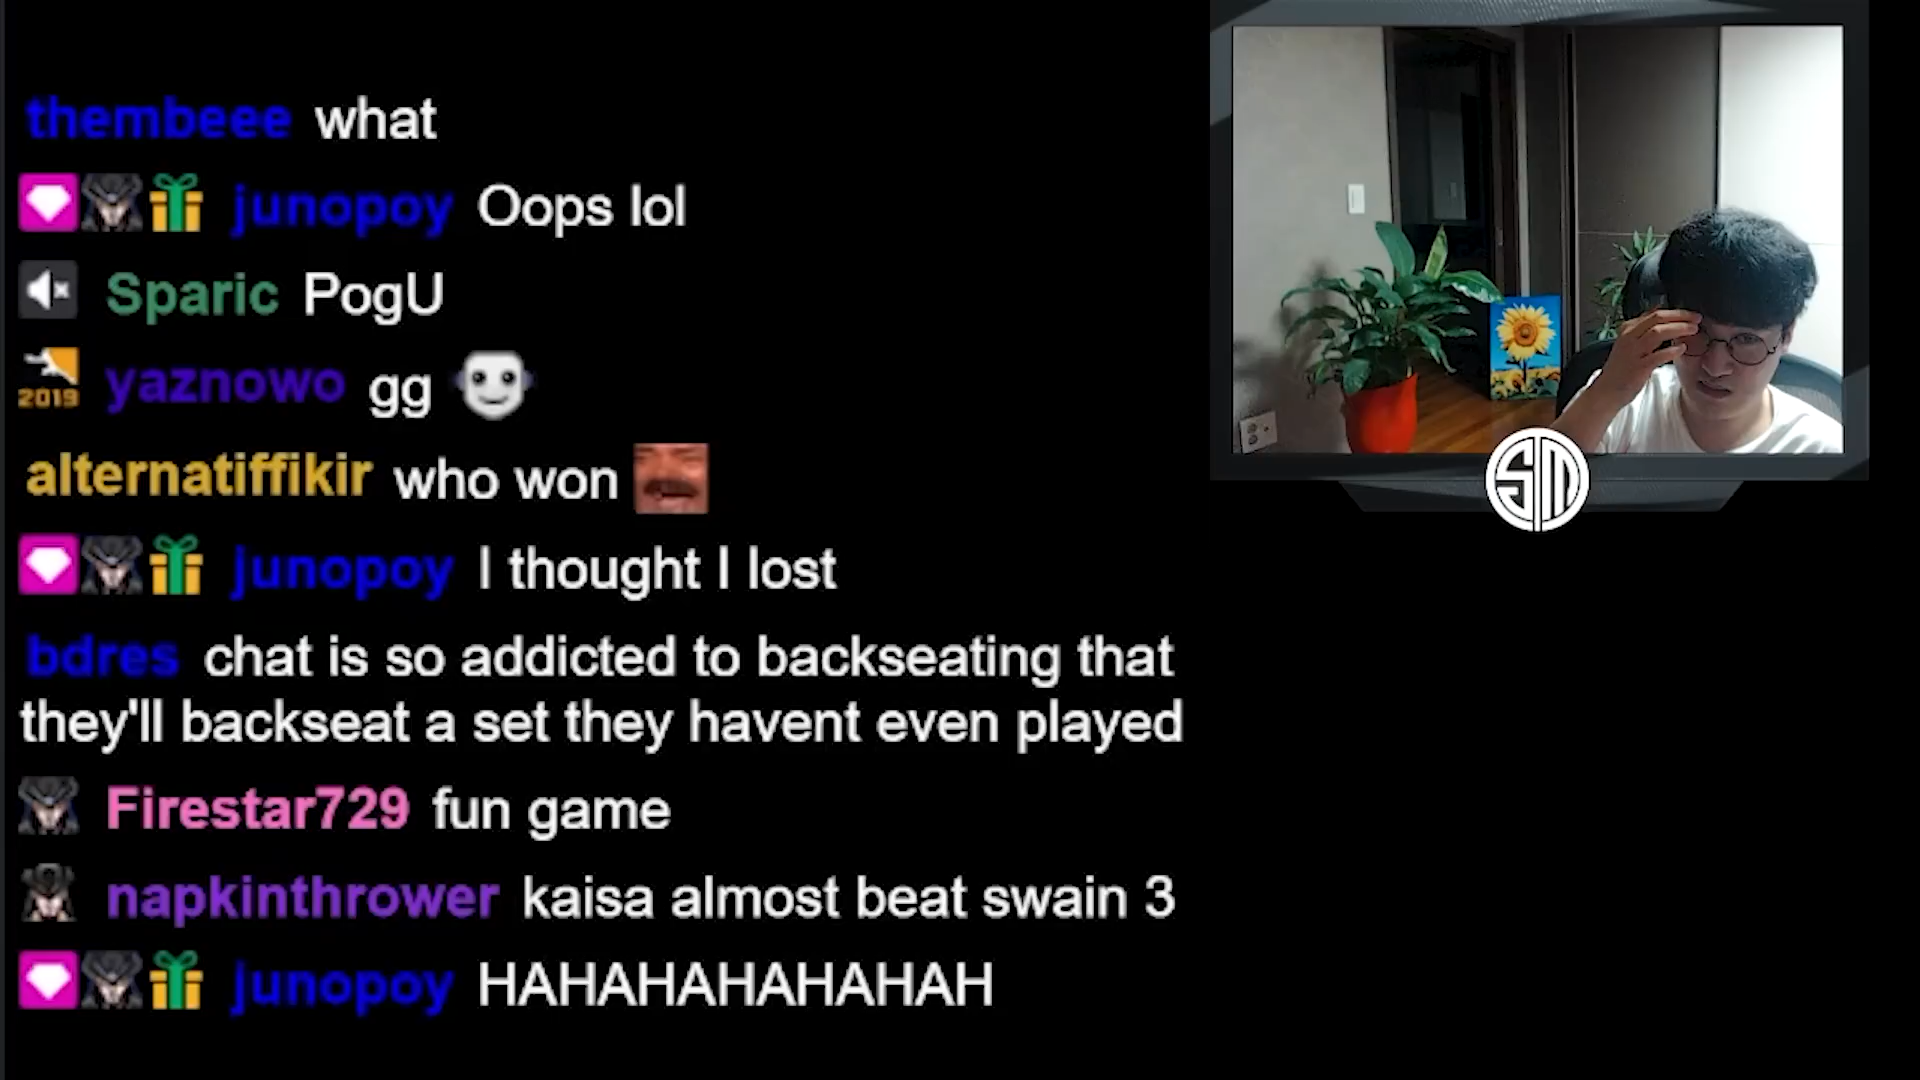 thembeee what
junopoy Oops lol
Sparic PogU
2019 yaznowo gg
alternatiffikir who won
junopoy I thought I lost
bdres chat is so addicted to backseating that
they'll backseat a set they havent even played
Firestar729 fun game
napkinthrower kaisa almost beat swain 3
junopoy HAHAHAHAHAHAH
TSM